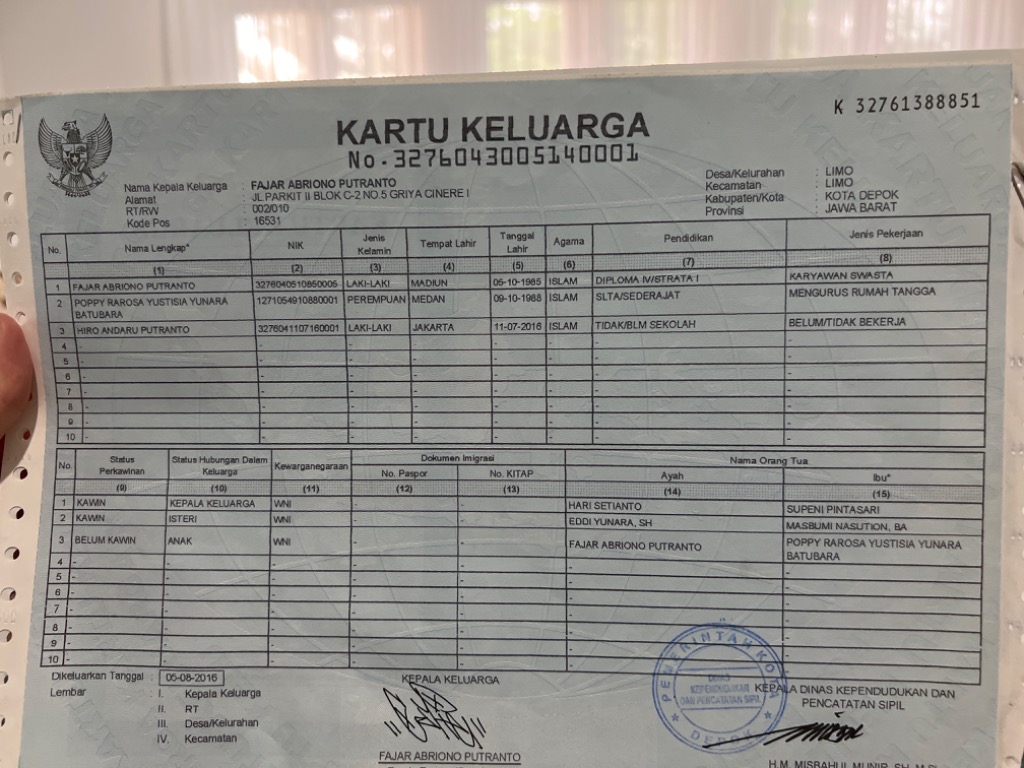 K 32761388851
KARTU KELUARGA
No. 3276043005140001
Nama Kepala Keluarga : FAJAR ABRIONO PUTRANTO
Alamat : JL.PARKIT II BLOK C-2 NO.5 GRIYA CINERE I
RT/RW : 002/010
Kode Pos : 16531
Desa/Kelurahan : LIMO
Kecamatan : LIMO
Kabupaten/Kota : KOTA DEPOK
Provinsi : JAWA BARAT
No. Nama Lengkap* NIK Jenis Kelamin Tempat Lahir Tanggal Lahir Agama Pendidikan Jenis Pekerjaan
(1) (2) (3) (4) (5) (6) (7) (8)
1 FAJAR ABRIONO PUTRANTO 3276040510850006 LAKI-LAKI MADIUN 05-10-1985 ISLAM DIPLOMA IV/STRATA I KARYAWAN SWASTA
2 POPPY RAROSA YUSTISIA YUNARA BATUBARA 1271054910880001 PEREMPUAN MEDAN 09-10-1988 ISLAM SLTA/SEDERAJAT MENGURUS RUMAH TANGGA
3 HIRO ANDARU PUTRANTO 3276041107160001 LAKI-LAKI JAKARTA 11-07-2016 ISLAM TIDAK/BLM SEKOLAH BELUM/TIDAK BEKERJA
4 - - - - - - - -
5 - - - - - - - -
6 - - - - - - - -
7 - - - - - - - -
8 - - - - - - - -
9 - - - - - - - -
10 - - - - - - - -
No. Status Perkawinan Status Hubungan Dalam Keluarga Kewarganegaraan Dokumen Imigrasi Nama Orang Tua
No. Paspor No. KITAP Ayah Ibu*
(9) (10) (11) (12) (13) (14) (15)
1 KAWIN KEPALA KELUARGA WNI - - HARI SETIANTO SUPENI PINTASARI
2 KAWIN ISTERI WNI - - EDDI YUNARA, SH MASBUMI NASUTION, BA
3 BELUM KAWIN ANAK WNI - - FAJAR ABRIONO PUTRANTO POPPY RAROSA YUSTISIA YUNARA BATUBARA
4 - - - - - - -
5 - - - - - - -
6 - - - - - - -
7 - - - - - - -
8 - - - - - - -
9 - - - - - - -
10 - - - - - - -
Dikeluarkan Tanggal : 05-08-2016
Lembar : I. Kepala Keluarga
II. RT
III. Desa/Kelurahan
IV. Kecamatan
KEPALA KELUARGA
FAJAR ABRIONO PUTRANTO
PEMERINTAH KOTA
DINAS
KEPENDUDUKAN
DAN PENCATATAN SIPIL
DEPOK
KEPALA DINAS KEPENDUDUKAN DAN
PENCATATAN SIPIL
H.M. MISBAHUL MUNIR, SH, M.Si